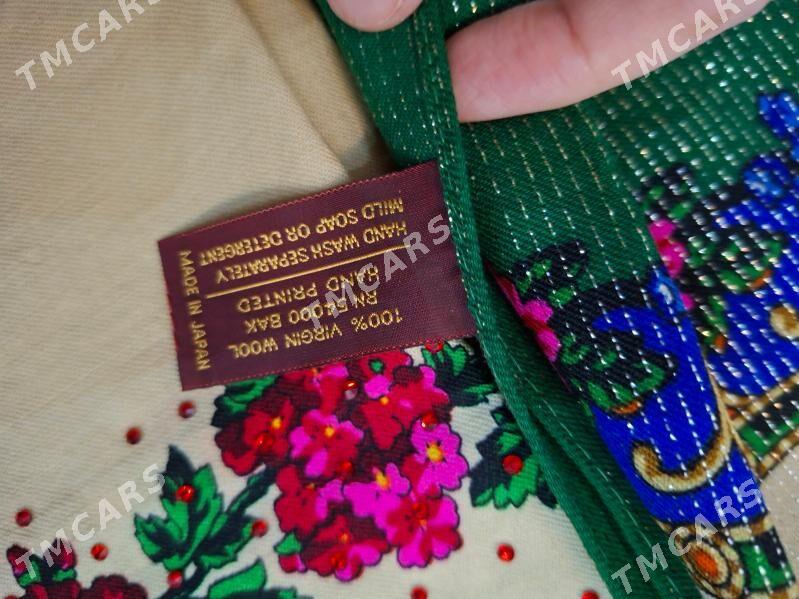 100% VIRGIN WOOL
RN 54000 BAK
HAND PRINTED
HAND WASH SEPARATELY
MILD SOAP OR DETERGENT
MADE IN JAPAN
TMCARS
TMCARS
TMCARS
TMCARS
TMCARS
TMCARS
TMCARS